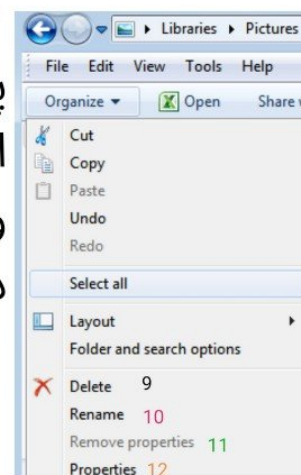 Libraries Pictures
File Edit View Tools Help
Organize Open Share
Cut
Copy
Paste
Undo
Redo
Select all
Layout
Folder and search options
Delete 9
Rename 10
Remove properties 11
Properties 12